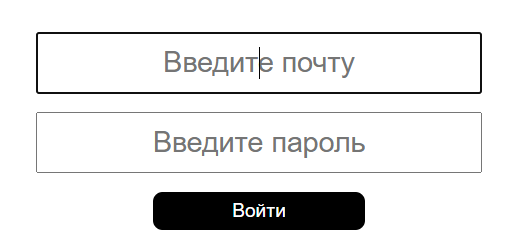 Введите почту
Введите пароль
Войти